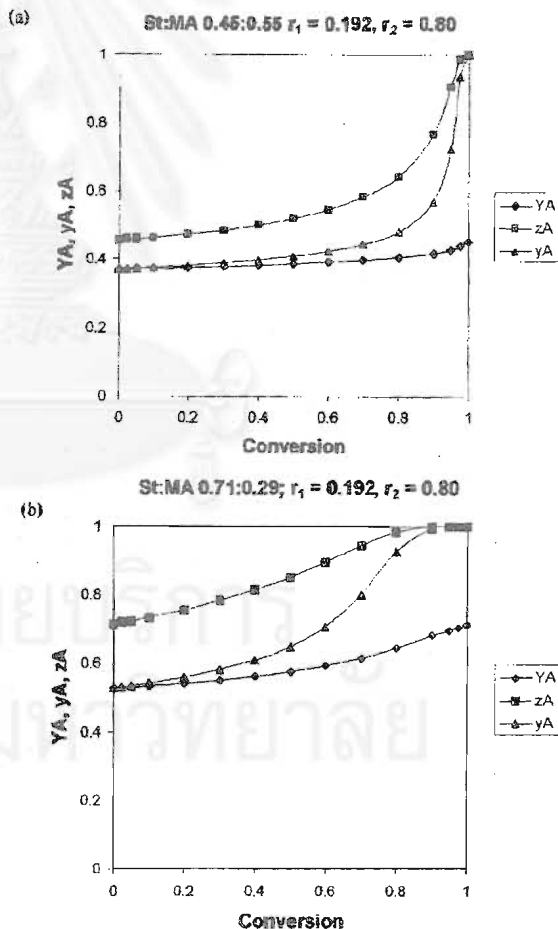 (a)
St:MA 0.45:0.55 r1 = 0.192, r2 = 0.80
1
0.8
0.6
0.4
0.2
0
YA, yA, zA
0 0.2 0.4 0.6 0.8 1
Conversion
YA
zA
yA
(b)
St:MA 0.71:0.29; r1 = 0.192, r2 = 0.80
1
0.8
0.6
0.4
0.2
0
YA, yA, zA
0 0.2 0.4 0.6 0.8 1
Conversion
YA
zA
yA